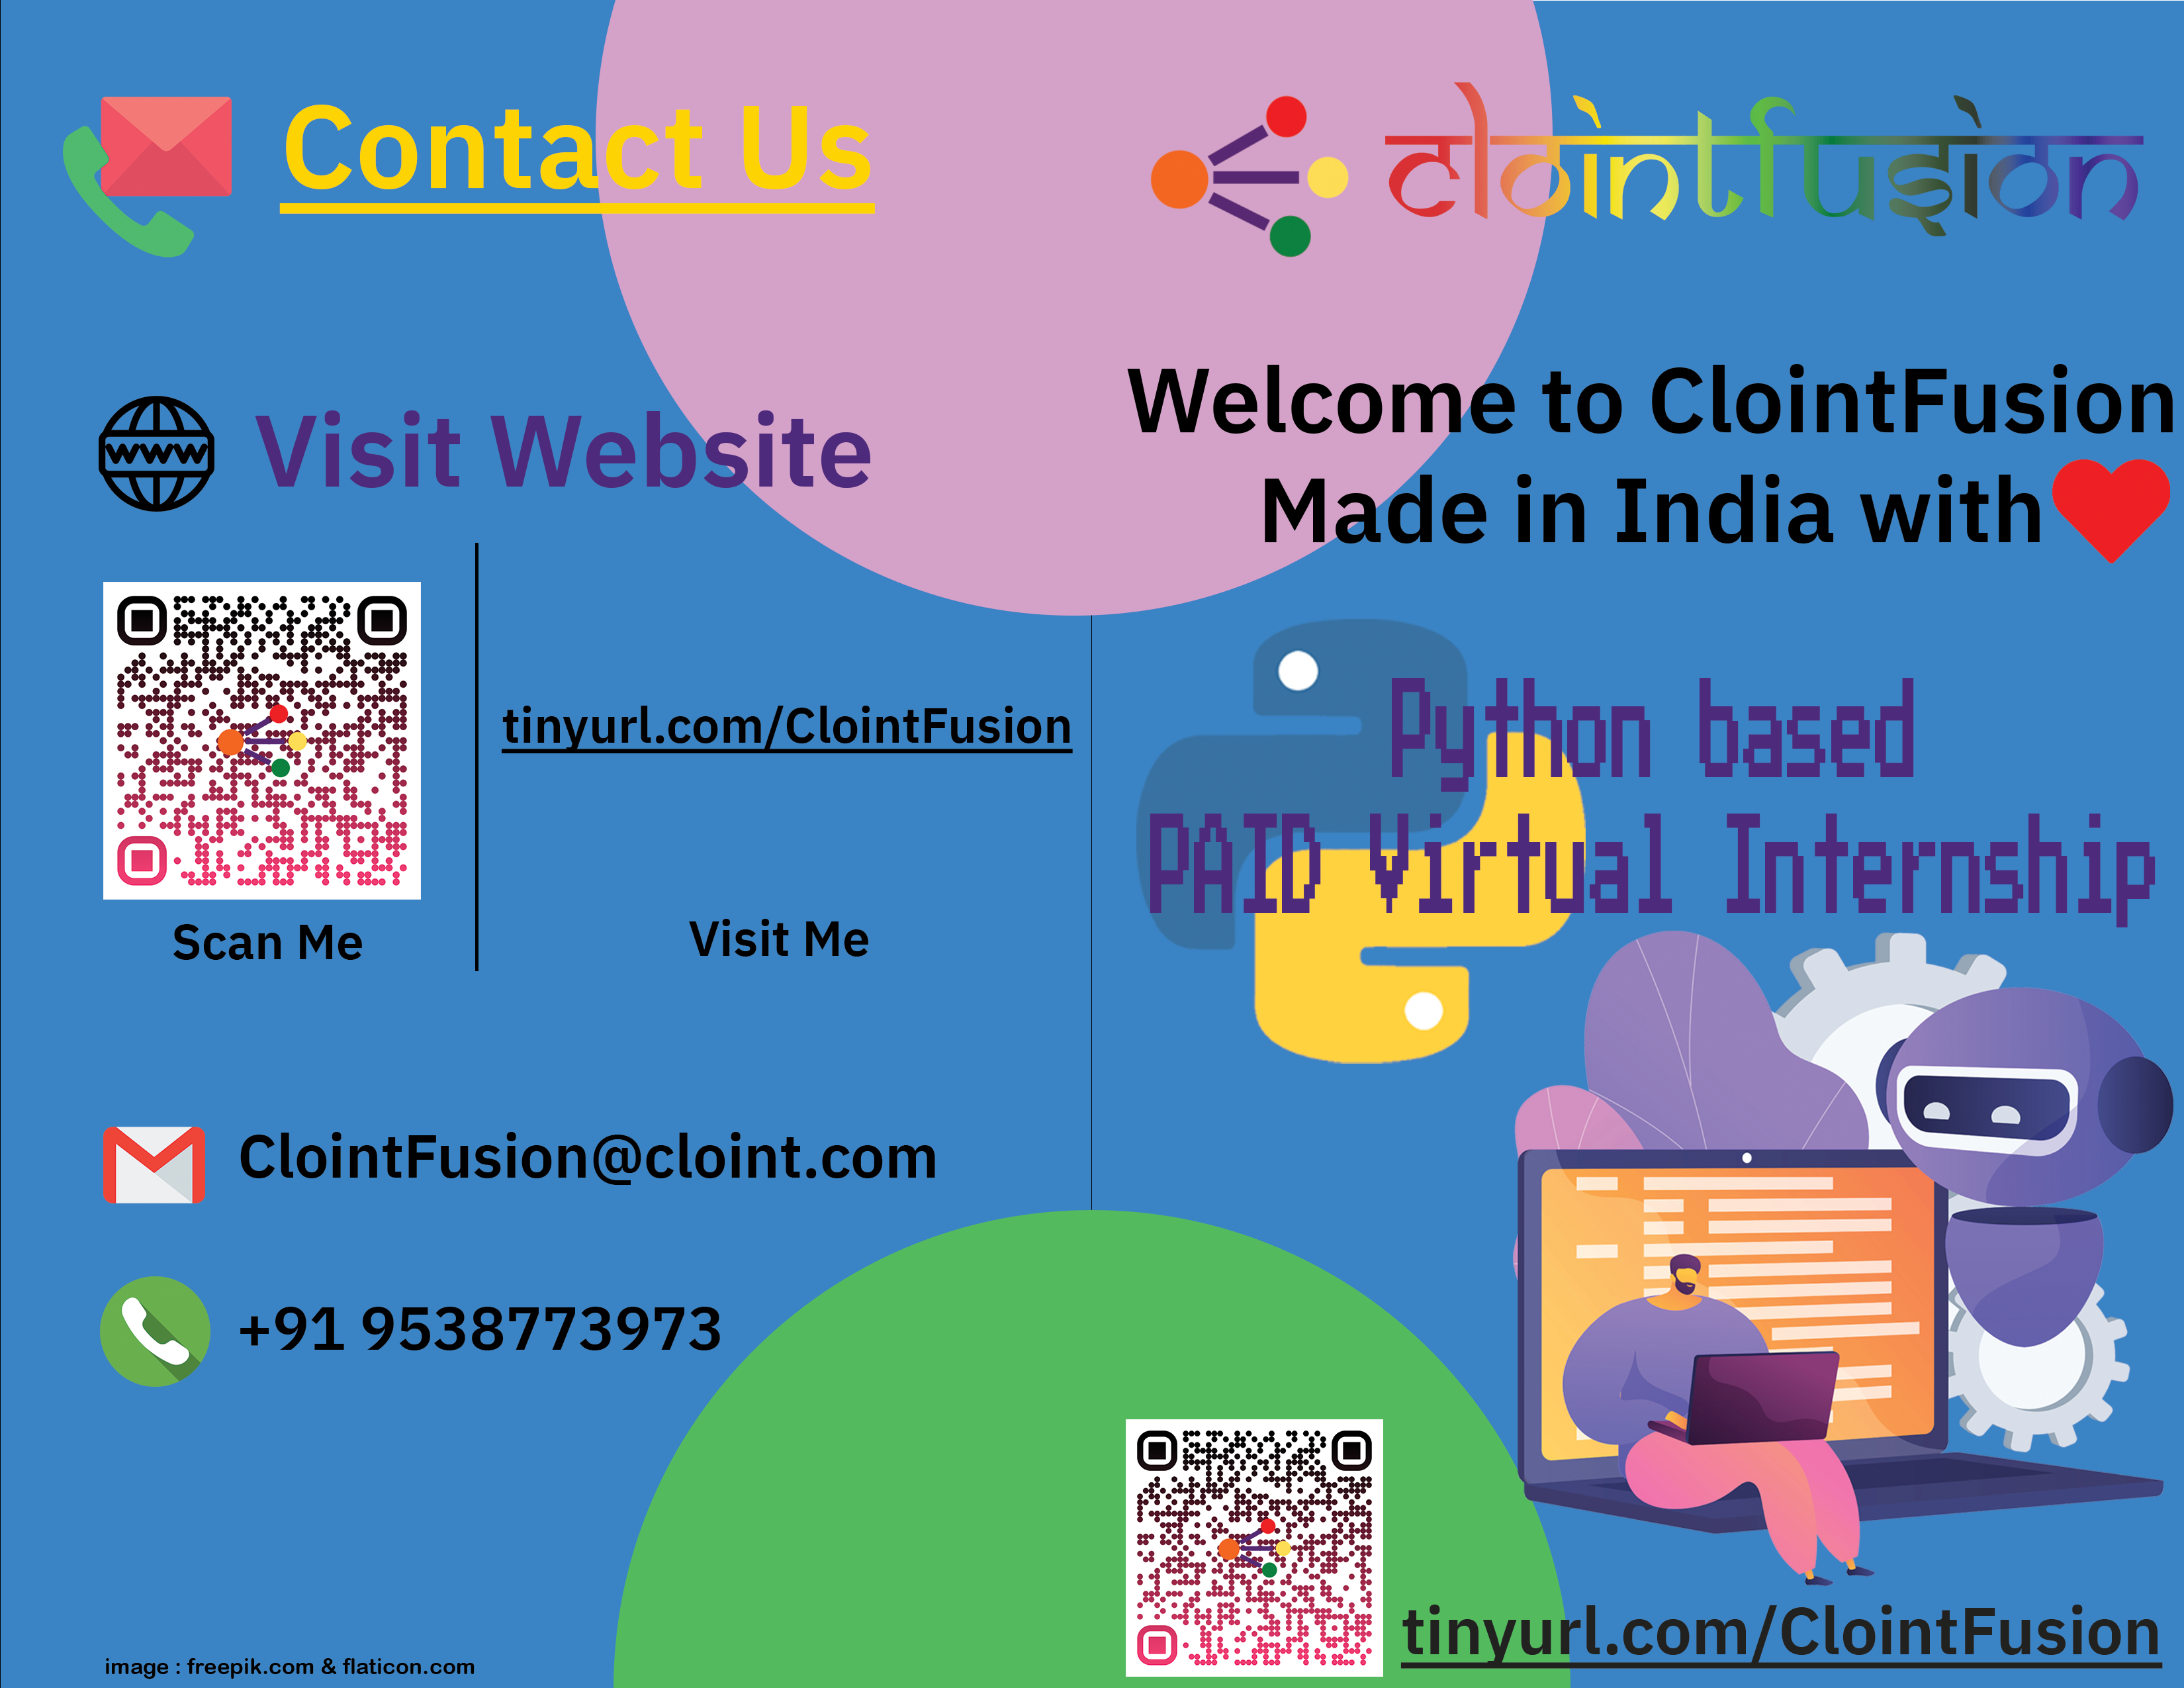 Contact Us
Visit Website
www
tinyurl.com/ClointFusion
Scan Me
Visit Me
ClointFusion@cloint.com
+91 9538773973
image : freepik.com & flaticon.com
clointfusion
Welcome to ClointFusion
Made in India with
Python based
PAID Virtual Internship
tinyurl.com/ClointFusion